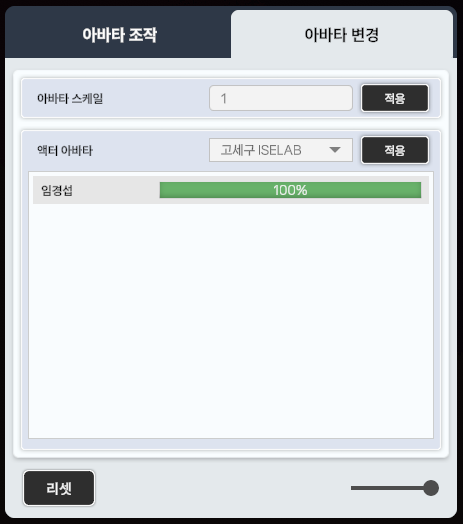 아바타 조작
아바타 변경
아바타 스케일
1
적용
액터 아바타
고세구 ISELAB
적용
임경섭
100%
리셋